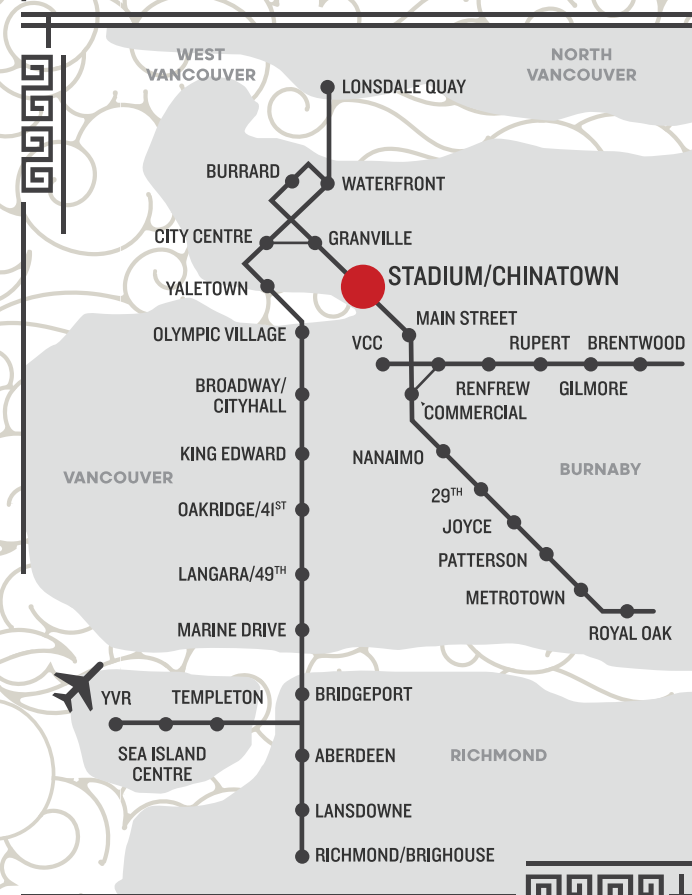 WEST
VANCOUVER
NORTH
VANCOUVER
LONSDALE QUAY
BURRARD
WATERFRONT
CITY CENTRE
GRANVILLE
STADIUM/CHINATOWN
YALETOWN
MAIN STREET
OLYMPIC VILLAGE
VCC
RUPERT
BRENTWOOD
RENFREW
GILMORE
BROADWAY/
CITYHALL
COMMERCIAL
KING EDWARD
NANAIMO
BURNABY
VANCOUVER
29TH
OAKRIDGE/41ST
JOYCE
PATTERSON
LANGARA/49TH
METROTOWN
MARINE DRIVE
ROYAL OAK
YVR
TEMPLETON
BRIDGEPORT
SEA ISLAND
CENTRE
ABERDEEN
RICHMOND
LANSDOWNE
RICHMOND/BRIGHOUSE